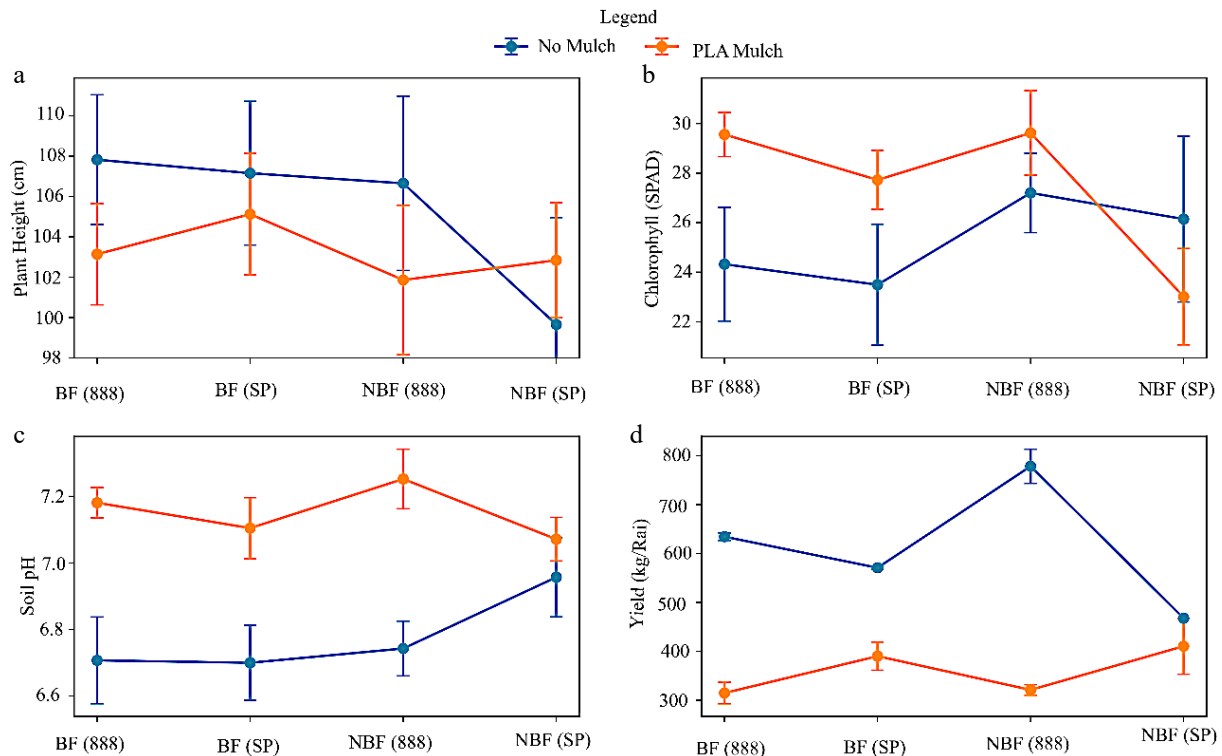 Legend
No Mulch PLA Mulch
a
Plant Height (cm)
110
108
106
104
102
100
98
BF (888) BF (SP) NBF (888) NBF (SP)
b
Chlorophyll (SPAD)
30
28
26
24
22
BF (888) BF (SP) NBF (888) NBF (SP)
c
Soil pH
7.2
7.0
6.8
6.6
BF (888) BF (SP) NBF (888) NBF (SP)
d
Yield (kg/Rai)
800
700
600
500
400
300
BF (888) BF (SP) NBF (888) NBF (SP)